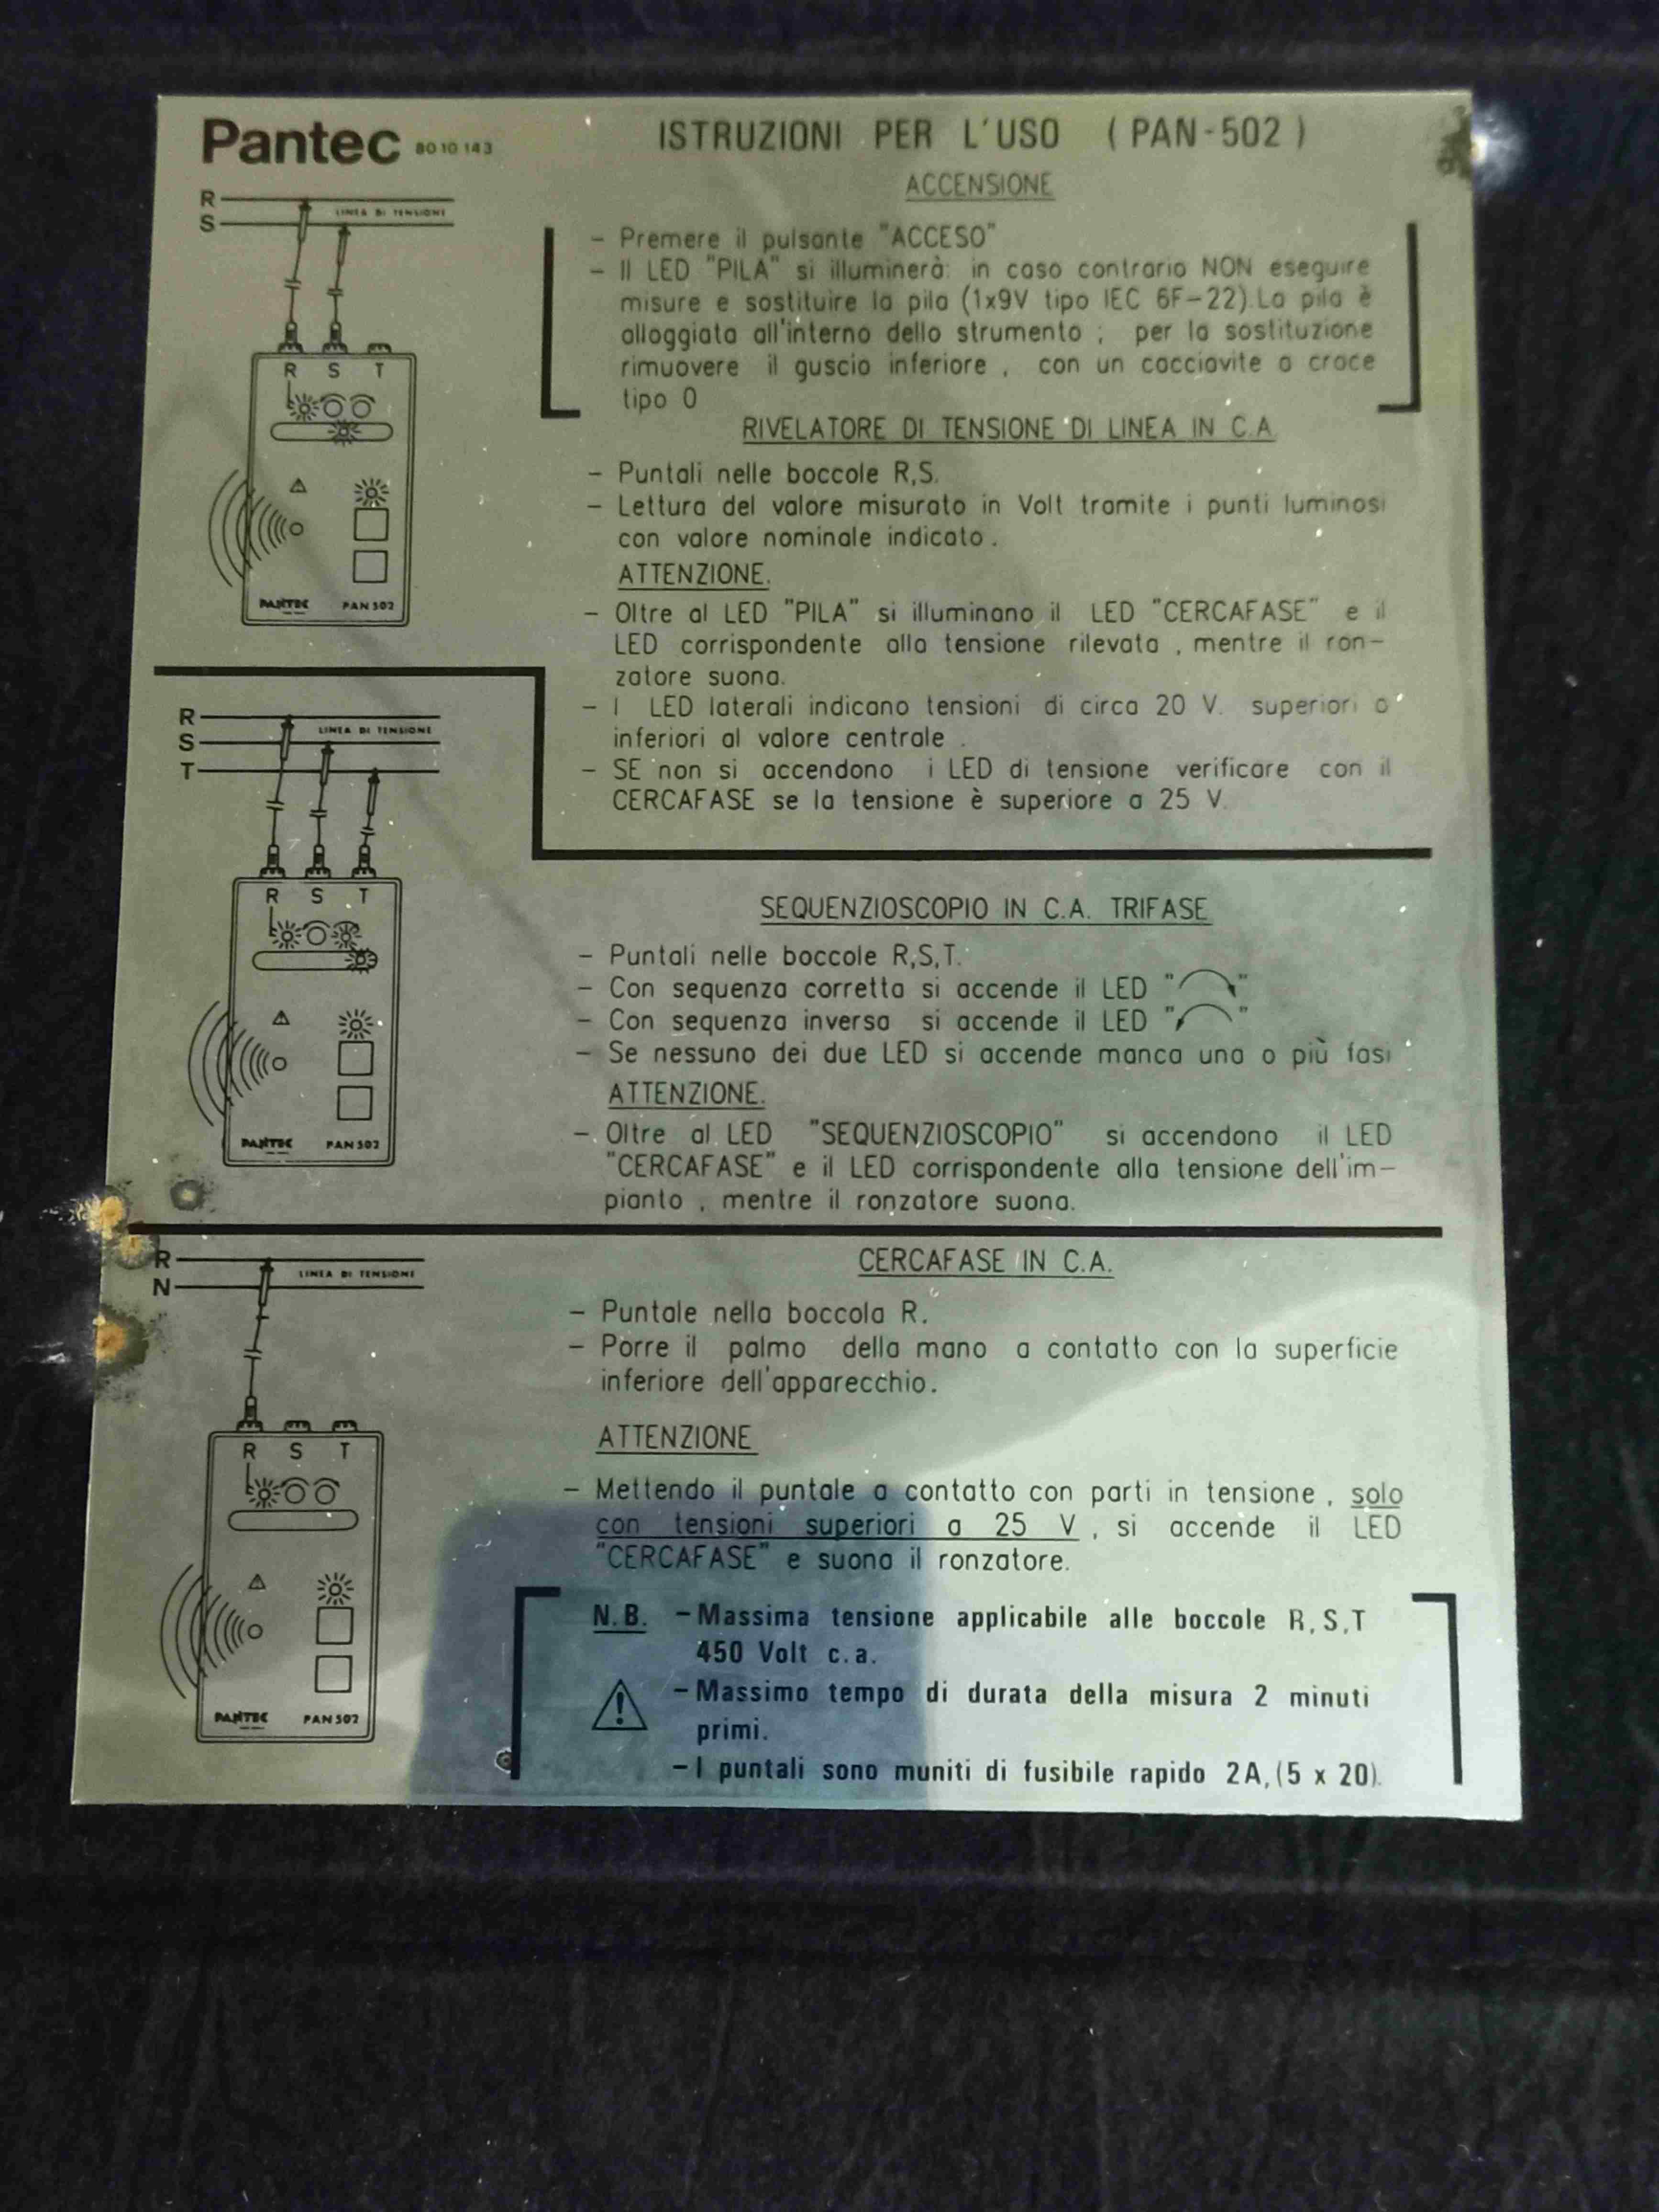 Pantec 8010143
ISTRUZIONI PER L'USO (PAN-502)
ACCENSIONE
R
S
LINEA DI TENSIONE
R S T
PANTEC PAN 502
- Premere il pulsante "ACCESO"
- Il LED "PILA" si illuminerà: in caso contrario NON eseguire
misure e sostituire la pila (1x9V tipo IEC 6F-22).La pila è
alloggiata all'interno dello strumento ; per la sostituzione
rimuovere il guscio inferiore , con un cacciavite a croce
tipo 0
RIVELATORE DI TENSIONE DI LINEA IN C.A.
- Puntali nelle boccole R,S.
- Lettura del valore misurato in Volt tramite i punti luminosi
con valore nominale indicato .
ATTENZIONE.
- Oltre al LED "PILA" si illuminano il LED "CERCAFASE" e il
LED corrispondente alla tensione rilevata , mentre il ron-
zatore suona.
- I LED laterali indicano tensioni di circa 20 V. superiori o
inferiori al valore centrale .
- SE non si accendono i LED di tensione verificare con il
CERCAFASE se la tensione è superiore a 25 V.
R
S
T
LINEA DI TENSIONE
R S T
PANTEC PAN 502
SEQUENZIOSCOPIO IN C.A. TRIFASE
- Puntali nelle boccole R,S,T.
- Con sequenza corretta si accende il LED " "
- Con sequenza inversa si accende il LED " "
- Se nessuno dei due LED si accende manca una o più fasi
ATTENZIONE.
- Oltre al LED "SEQUENZIOSCOPIO" si accendono il LED
"CERCAFASE" e il LED corrispondente alla tensione dell'im-
pianto , mentre il ronzatore suona.
R
N
LINEA DI TENSIONE
R S T
PANTEC PAN 502
CERCAFASE IN C.A.
- Puntale nella boccola R.
- Porre il palmo della mano a contatto con la superficie
inferiore dell'apparecchio.
ATTENZIONE
- Mettendo il puntale a contatto con parti in tensione , solo
con tensioni superiori a 25 V , si accende il LED
"CERCAFASE" e suona il ronzatore.
N.B. -Massima tensione applicabile alle boccole R,S,T
450 Volt c.a.
-Massimo tempo di durata della misura 2 minuti
primi.
-I puntali sono muniti di fusibile rapido 2A,(5 x 20).